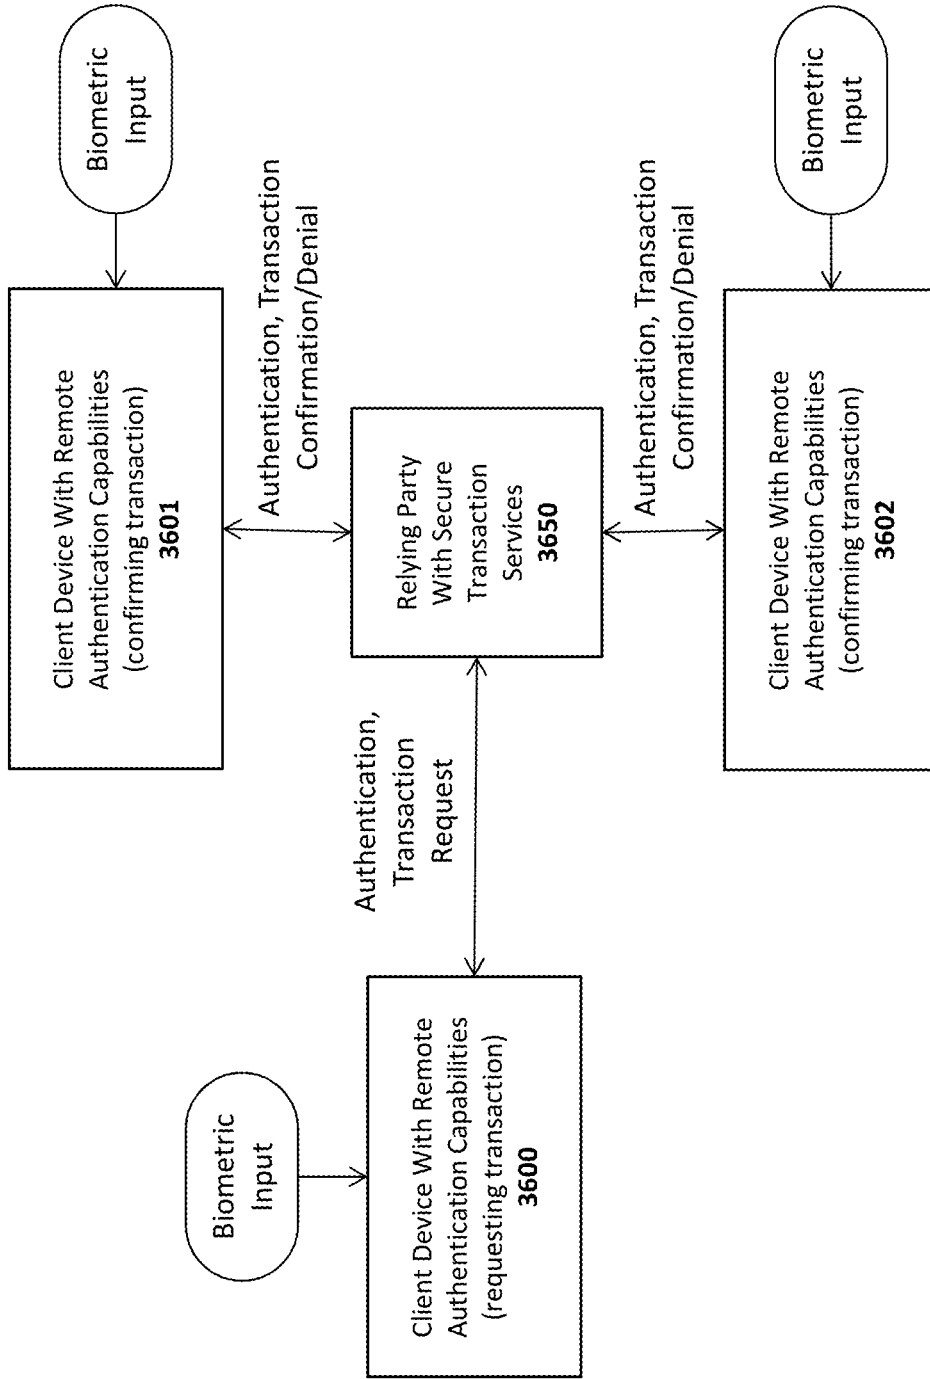 Biometric
Input
Client Device With Remote
Authentication Capabilities
(requesting transaction)
3600
Authentication,
Transaction
Request
Relying Party
With Secure
Transaction
Services
3650
Client Device With Remote
Authentication Capabilities
(confirming transaction)
3601
Authentication, Transaction
Confirmation/Denial
Biometric
Input
Client Device With Remote
Authentication Capabilities
(confirming transaction)
3602
Authentication, Transaction
Confirmation/Denial
Biometric
Input